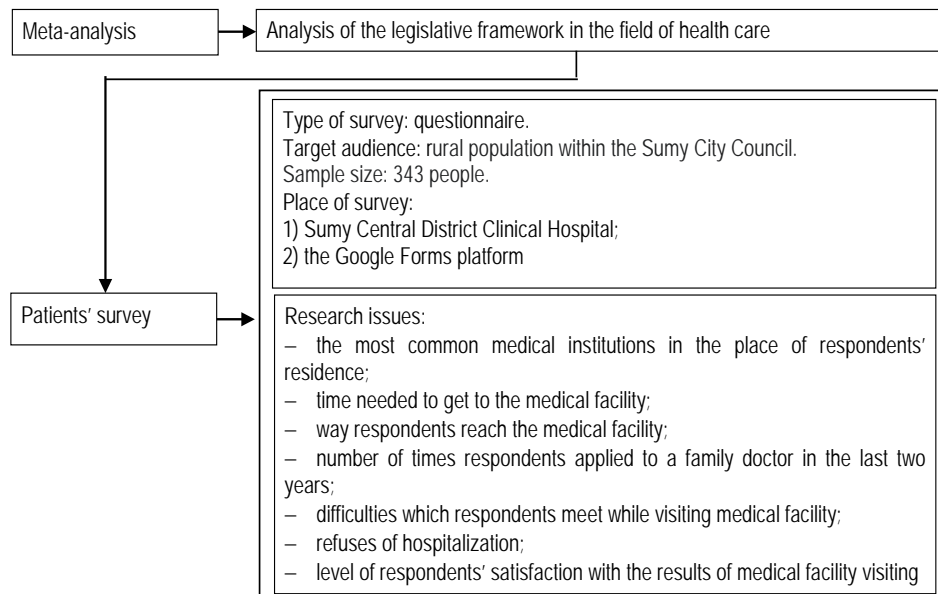 Meta-analysis
Analysis of the legislative framework in the field of health care
Type of survey: questionnaire.
Target audience: rural population within the Sumy City Council.
Sample size: 343 people.
Place of survey:
1) Sumy Central District Clinical Hospital;
2) the Google Forms platform
Patients’ survey
Research issues:
– the most common medical institutions in the place of respondents’
residence;
– time needed to get to the medical facility;
– way respondents reach the medical facility;
– number of times respondents applied to a family doctor in the last two
years;
– difficulties which respondents meet while visiting medical facility;
– refuses of hospitalization;
– level of respondents’ satisfaction with the results of medical facility visiting